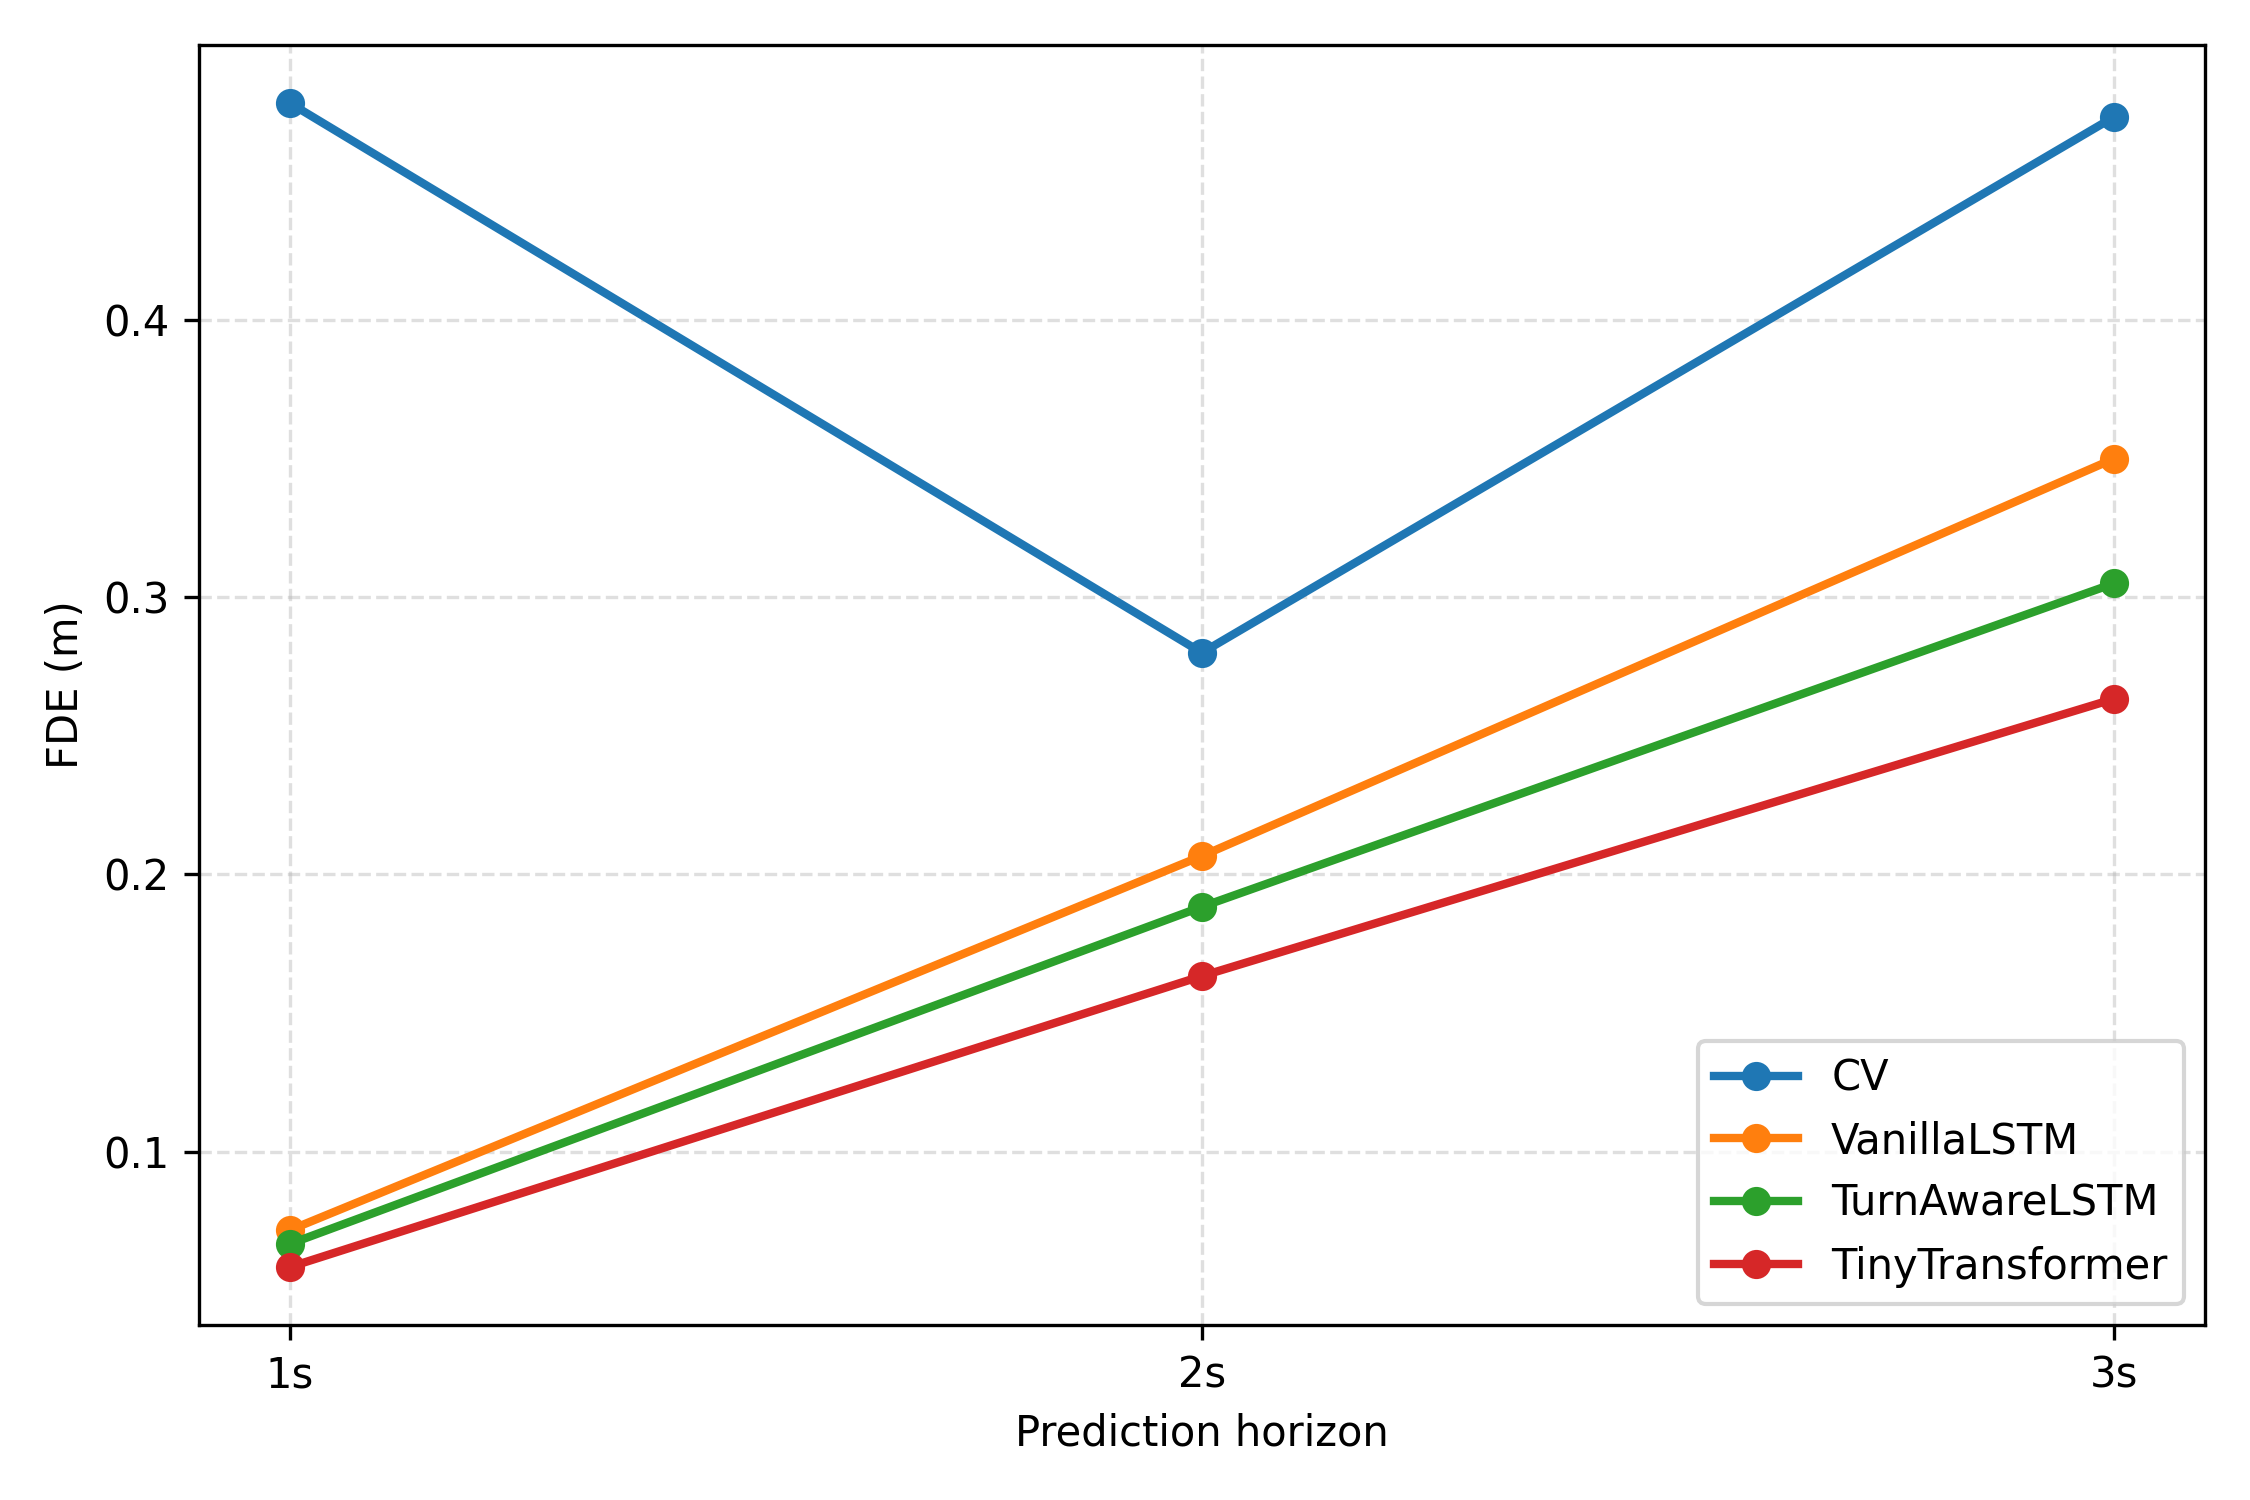 FDE (m)
0.4
0.3
0.2
0.1
1s
2s
3s
Prediction horizon
CV
VanillaLSTM
TurnAwareLSTM
TinyTransformer